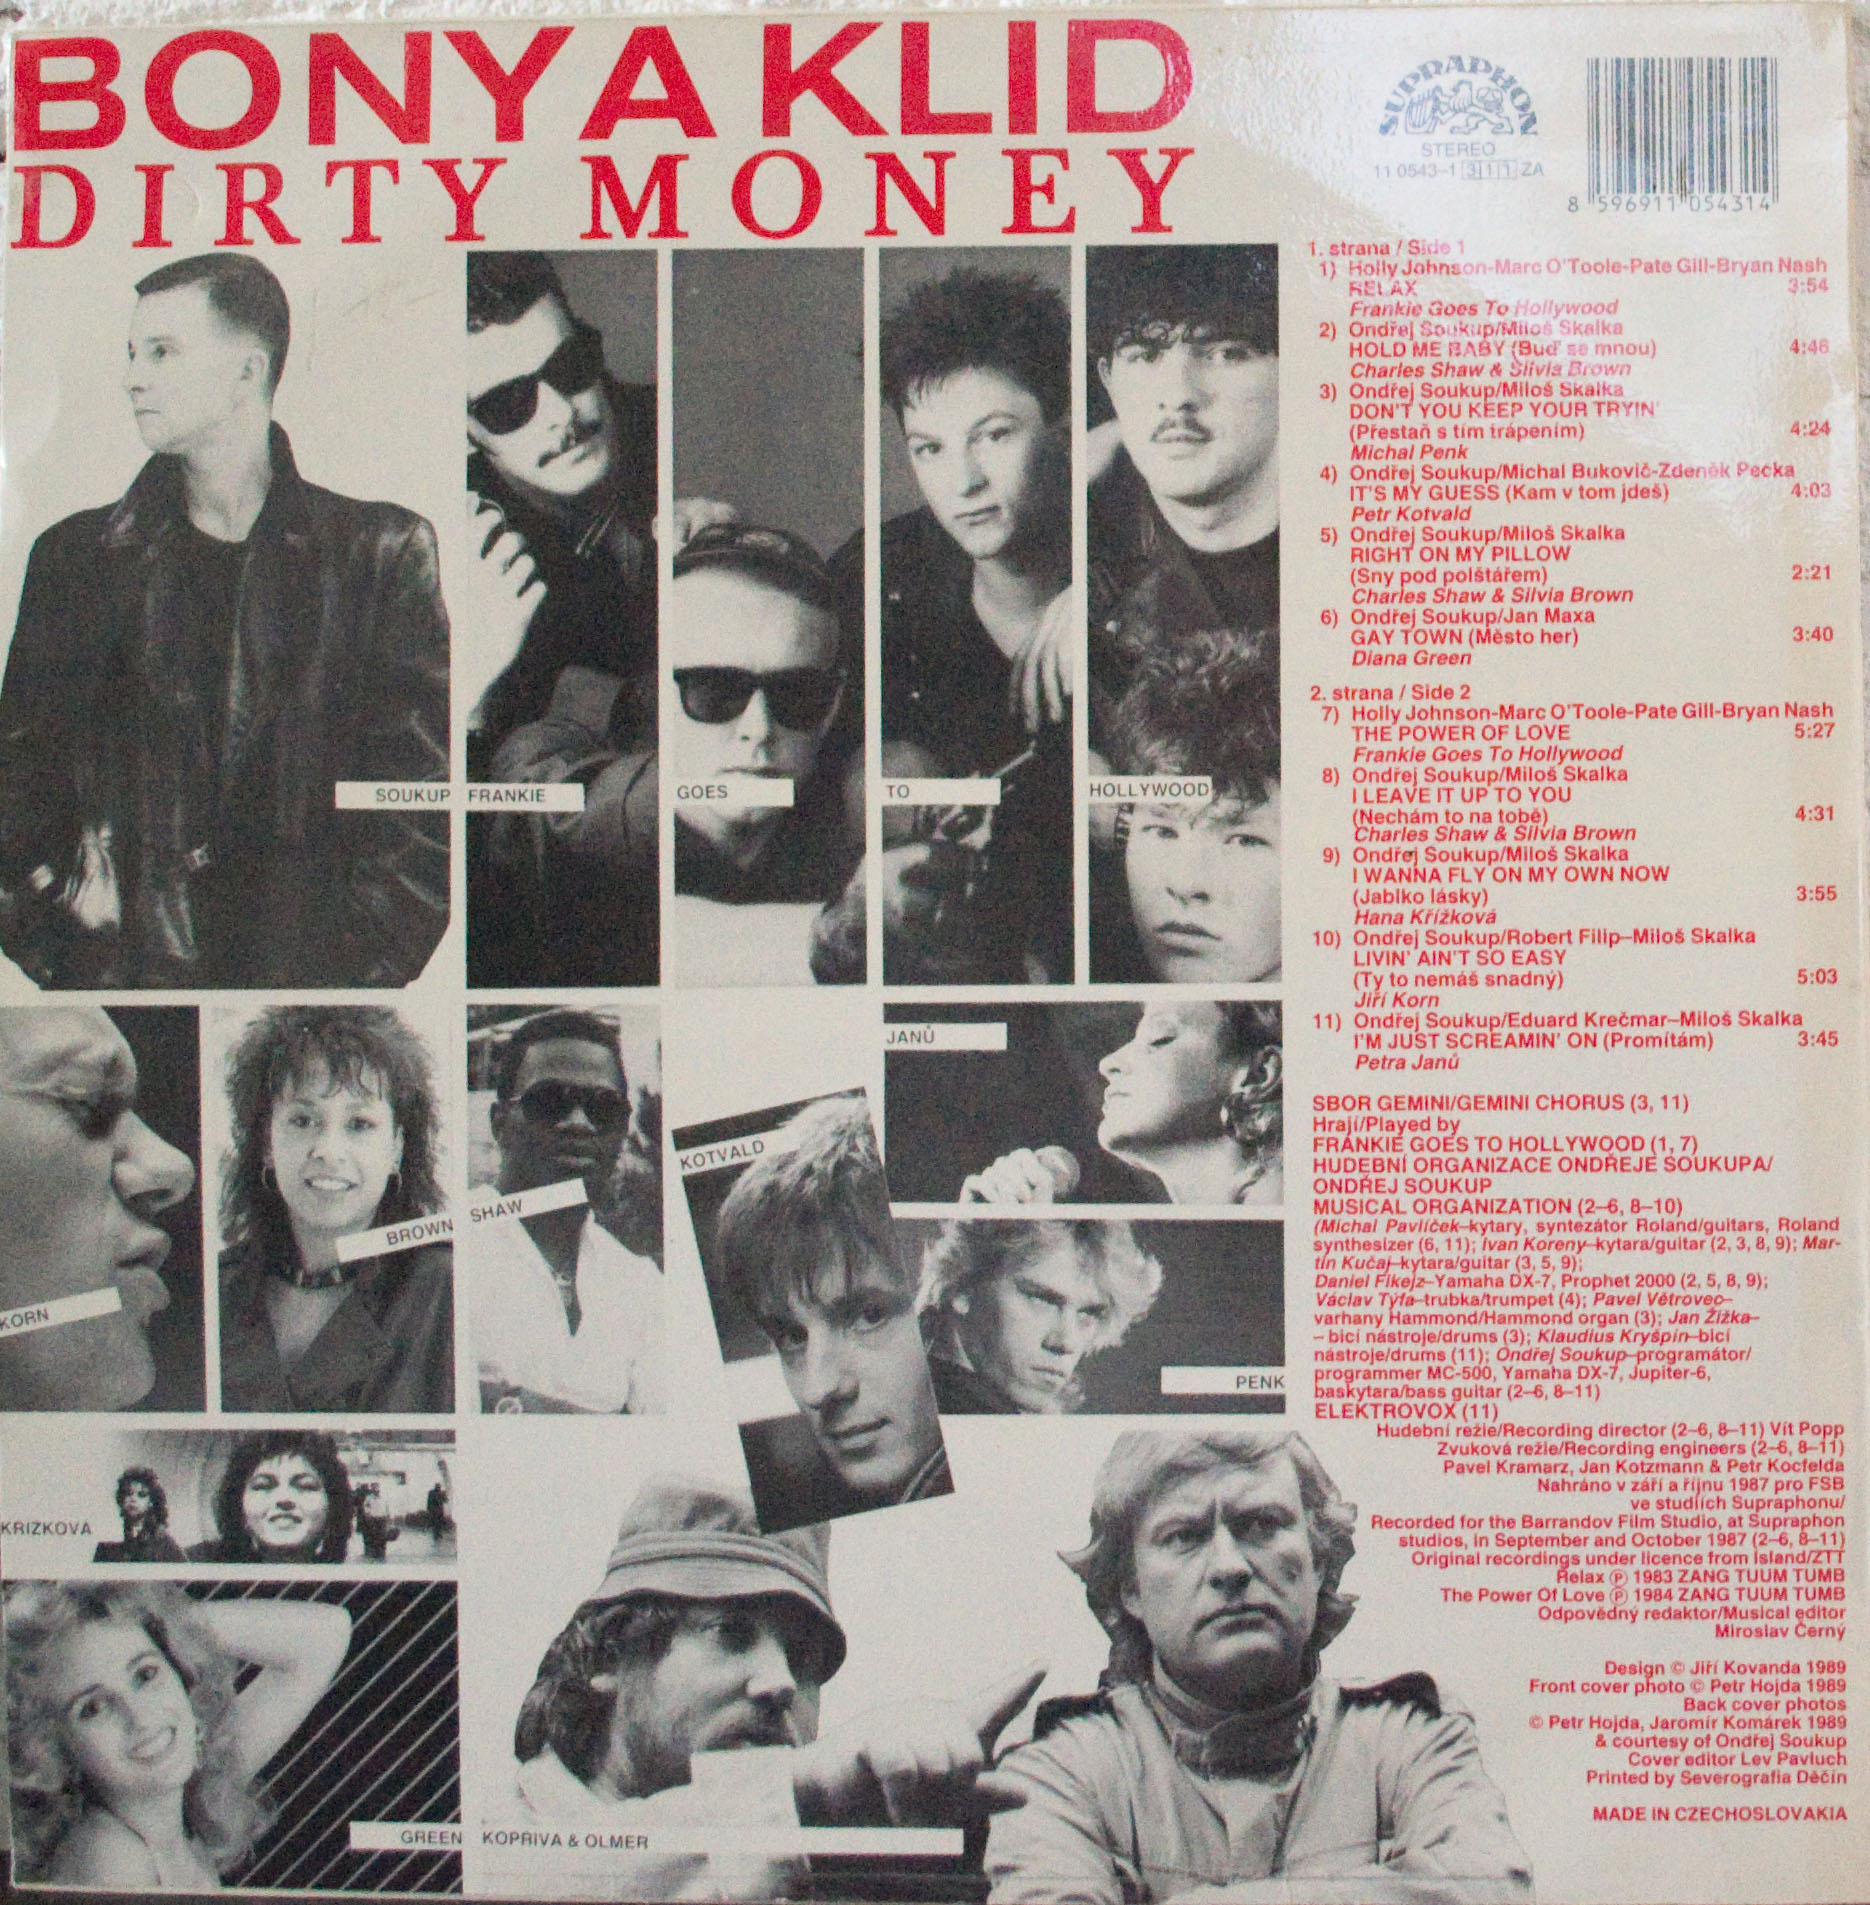 BONY A KLID
DIRTY MONEY
SUPRAPHON
STEREO
11 0543-1 311 ZA
8 596911 054314
1. strana / Side 1
1) Holly Johnson-Marc O'Toole-Pate Gill-Bryan Nash
RELAX 3:54
Frankie Goes To Hollywood
2) Ondřej Soukup/Miloš Skalka
HOLD ME BABY (Buď se mnou) 4:46
Charles Shaw & Silvia Brown
3) Ondřej Soukup/Miloš Skalka
DON'T YOU KEEP YOUR TRYIN'
(Přestaň s tím trápením) 4:24
Michal Penk
4) Ondřej Soukup/Michal Bukovič-Zdeněk Pecka
IT'S MY GUESS (Kam v tom jdeš) 4:03
Petr Kotvald
5) Ondřej Soukup/Miloš Skalka
RIGHT ON MY PILLOW
(Sny pod polštářem) 2:21
Charles Shaw & Silvia Brown
6) Ondřej Soukup/Jan Maxa
GAY TOWN (Město her) 3:40
Diana Green
2. strana / Side 2
7) Holly Johnson-Marc O'Toole-Pate Gill-Bryan Nash
THE POWER OF LOVE 5:27
Frankie Goes To Hollywood
8) Ondřej Soukup/Miloš Skalka
I LEAVE IT UP TO YOU
(Nechám to na tobě) 4:31
Charles Shaw & Silvia Brown
9) Ondřej Soukup/Miloš Skalka
I WANNA FLY ON MY OWN NOW
(Jablko lásky) 3:55
Hana Křížková
10) Ondřej Soukup/Robert Filip–Miloš Skalka
LIVIN' AIN'T SO EASY
(Ty to nemáš snadný) 5:03
Jiří Korn
11) Ondřej Soukup/Eduard Krečmar–Miloš Skalka
I'M JUST SCREAMIN' ON (Promítám) 3:45
Petra Janů
SBOR GEMINI/GEMINI CHORUS (3, 11)
Hrají/Played by
FRANKIE GOES TO HOLLYWOOD (1, 7)
HUDEBNÍ ORGANIZACE ONDŘEJE SOUKUPA/
ONDŘEJ SOUKUP
MUSICAL ORGANIZATION (2–6, 8–10)
(Michal Pavlíček–kytary, syntezátor Roland/guitars, Roland
synthesizer (6, 11); Ivan Koreny–kytara/guitar (2, 3, 8, 9); Mar-
tin Kučaj–kytara/guitar (3, 5, 9);
Daniel Fikejz–Yamaha DX-7, Prophet 2000 (2, 5, 8, 9);
Václav Týfa–trubka/trumpet (4); Pavel Větrovec–
varhany Hammond/Hammond organ (3); Jan Žižka–
– bicí nástroje/drums (3); Klaudius Kryšpín–bicí
nástroje/drums (11); Ondřej Soukup–programátor/
programmer MC-500, Yamaha DX-7, Jupiter-6,
baskytara/bass guitar (2–6, 8–11)
ELEKTROVOX (11)
Hudební režie/Recording director (2–6, 8–11) Vít Popp
Zvuková režie/Recording engineers (2–6, 8–11)
Pavel Kramarz, Jan Kotzmann & Petr Kocfelda
Nahráno v září a říjnu 1987 pro FSB
ve studiích Supraphonu/
Recorded for the Barrandov Film Studio, at Supraphon
studios, in September and October 1987 (2–6, 8–11)
Original recordings under licence from Island/ZTT
Relax ℗ 1983 ZANG TUUM TUMB
The Power Of Love ℗ 1984 ZANG TUUM TUMB
Odpovědný redaktor/Musical editor
Miroslav Černý
Design © Jiří Kovanda 1989
Front cover photo © Petr Hojda 1989
Back cover photos
© Petr Hojda, Jaromír Komárek 1989
& courtesy of Ondřej Soukup
Cover editor Lev Pavluch
Printed by Severografia Děčín
MADE IN CZECHOSLOVAKIA
SOUKUP
FRANKIE
GOES
TO
HOLLYWOOD
JANŮ
KOTVALD
BROWN
SHAW
KORN
PENK
KRIZKOVA
GREEN
KOPRIVA & OLMER